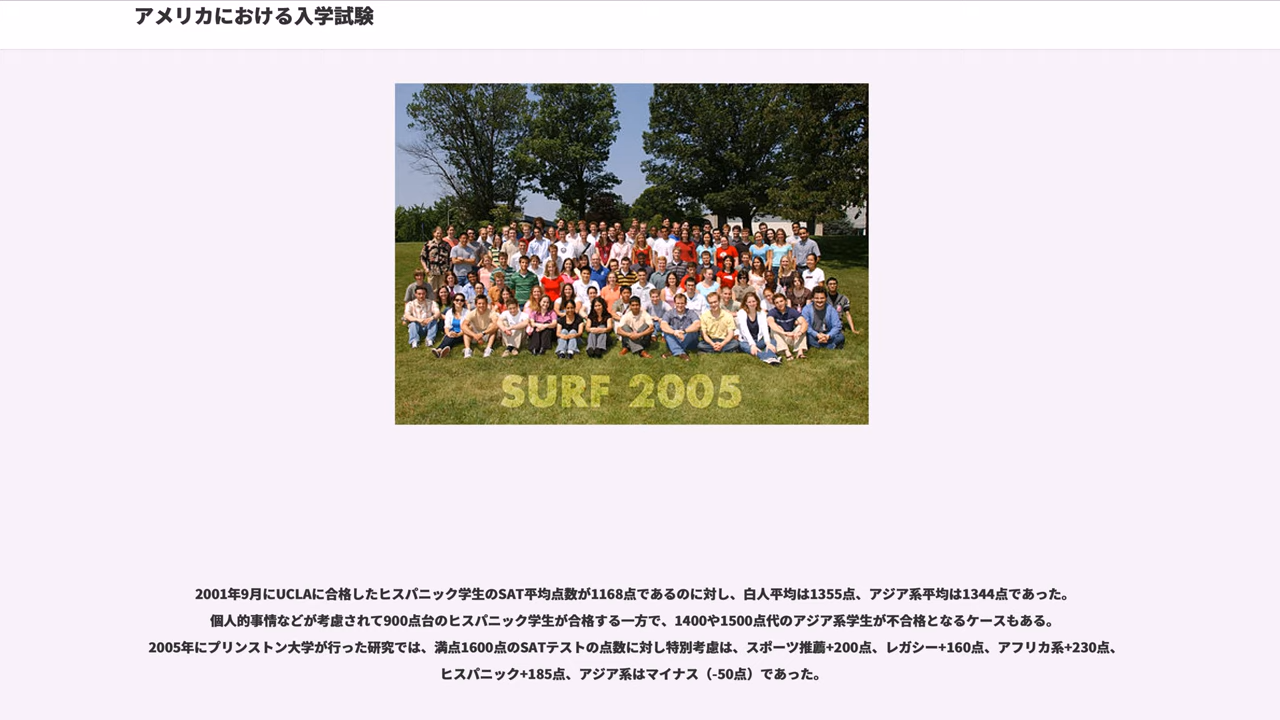 アメリカにおける入学試験
SURF 2005
2001年9月にUCLAに合格したヒスパニック学生のSAT平均点数が1168点であるのに対し、白人平均は1355点、アジア系平均は1344点であった。
個人的事情などが考慮されて900点台のヒスパニック学生が合格する一方で、1400や1500点代のアジア系学生が不合格となるケースもある。
2005年にプリンストン大学が行った研究では、満点1600点のSATテストの点数に対し特別考慮は、スポーツ推薦+200点、レガシー+160点、アフリカ系+230点、
ヒスパニック+185点、アジア系はマイナス（-50点）であった。